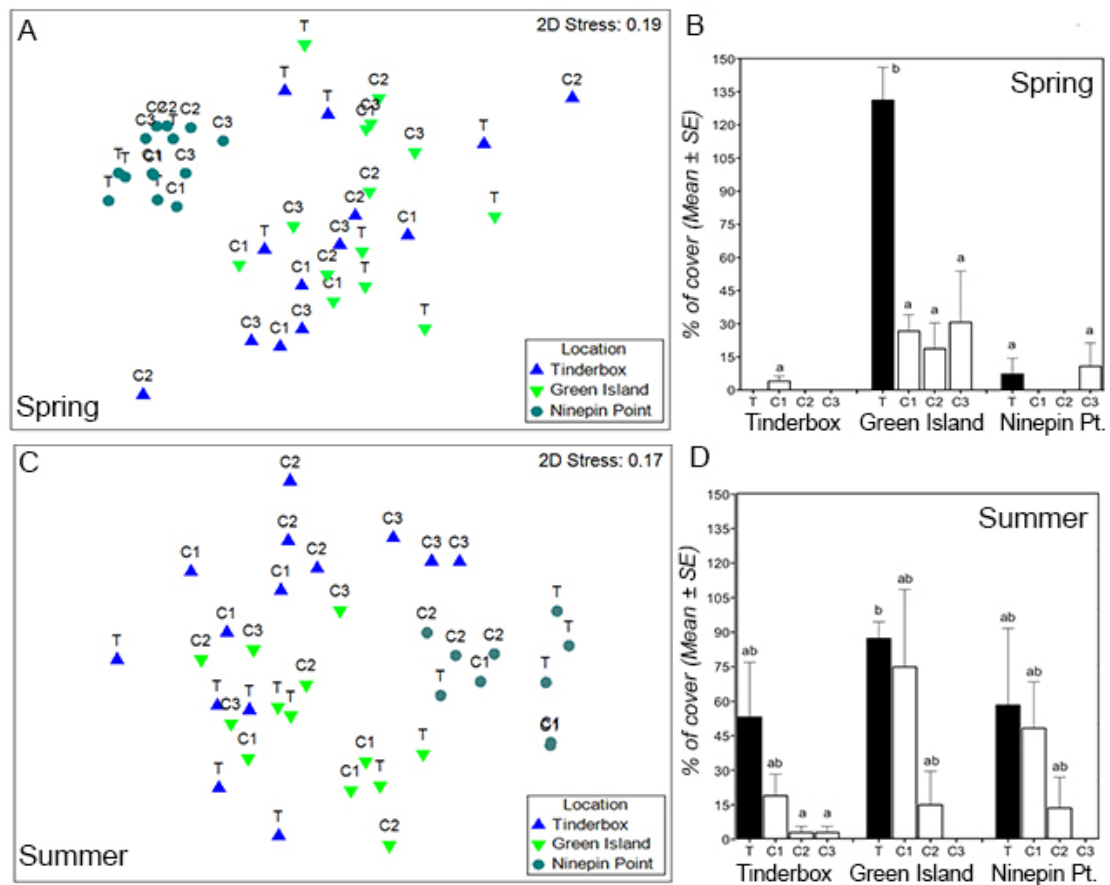 A
2D Stress: 0.19
T
T
C2
C2
T
C3
C2
C3
C3
T
C3
T T
C1
C3
T
C1
C2
C2
T
C3
C1
T
C3
T
C1
C2
T
C1
C1
C3
C3
C1
T
C2
Spring
Location
Tinderbox
Green Island
Ninepin Point
B
Spring
% of cover (Mean ± SE)
150
135
120
105
90
75
60
45
30
15
0
b
a
a
a
a
a
a
T C1 C2 C3 T C1 C2 C3 T C1 C2 C3
Tinderbox Green Island Ninepin Pt.
C
2D Stress: 0.17
C2
C2
C3
C2
C3 C3
C1
C1
C3
T
C1
C2
C2
C2
T
C2 C3
T
C1
T
C2
T
T
T C3 T
T T
C1
C1
T
C1
C1 T
T
T
C2
Summer
Location
Tinderbox
Green Island
Ninepin Point
D
Summer
% of cover (Mean ± SE)
150
135
120
105
90
75
60
45
30
15
0
ab
ab
a
a
b
ab
ab
ab
ab
ab
T C1 C2 C3 T C1 C2 C3 T C1 C2 C3
Tinderbox Green Island Ninepin Pt.